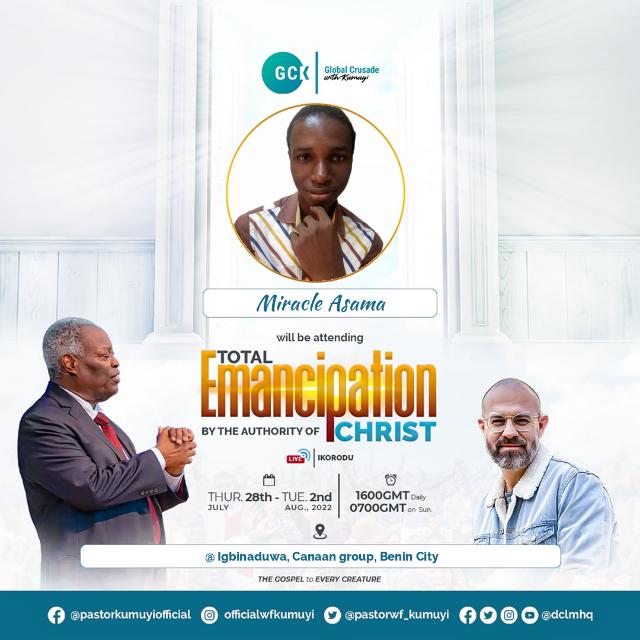 GCK
Global Crusade
with Kumuyi
Miracle Asama
will be attending
TOTAL
Emancipation
BY THE AUTHORITY OF CHRIST
LIVE IKORODU
THUR. 28th - TUE. 2nd
JULY AUG., 2022
1600GMT Daily
0700GMT on Sun.
@ Igbinaduwa, Canaan group, Benin City
THE GOSPEL to EVERY CREATURE
@pastorkumuyiofficial officialwfkumuyi @pastorwf_kumuyi @dclmhq